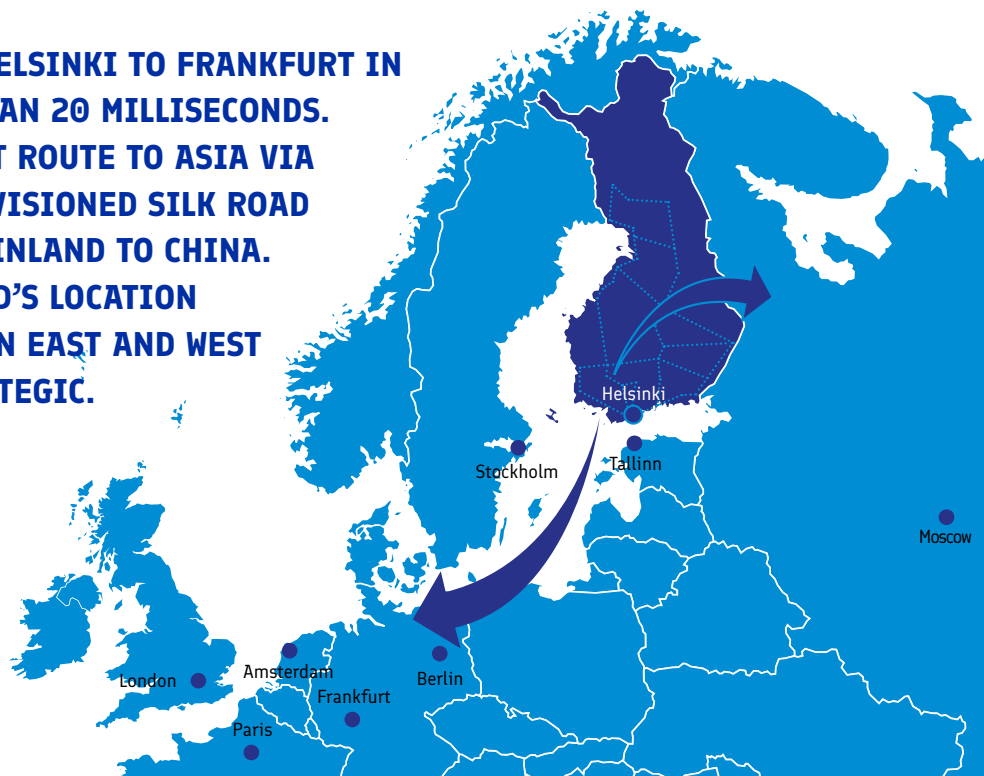 ELSINKI TO FRANKFURT IN
AN 20 MILLISECONDS.
T ROUTE TO ASIA VIA
VISIONED SILK ROAD
INLAND TO CHINA.
D'S LOCATION
N EAST AND WEST
TEGIC.
Helsinki
Stockholm
Tallinn
Moscow
London
Amsterdam
Berlin
Frankfurt
Paris